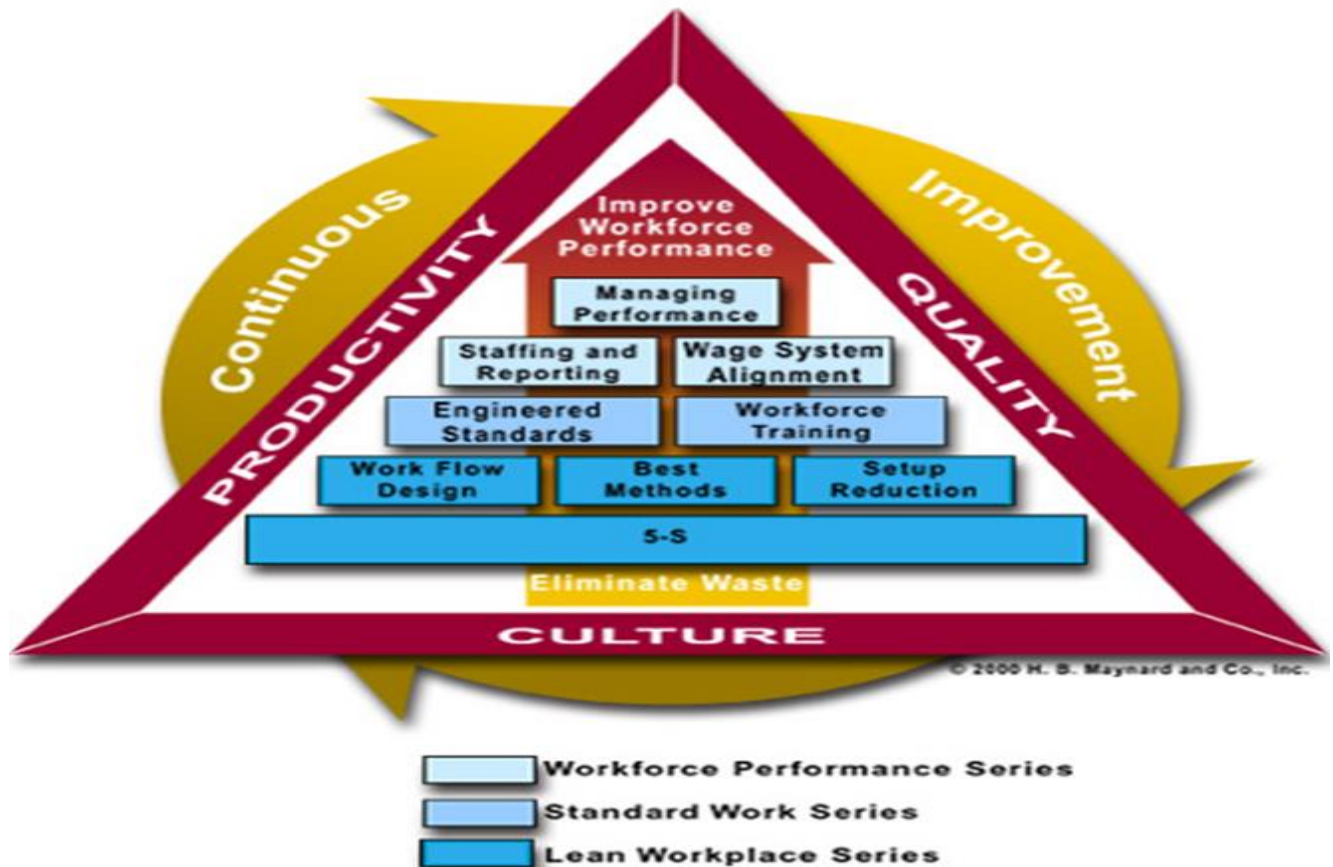 Continuous
Improvement
PRODUCTIVITY
QUALITY
Improve
Workforce
Performance
Managing
Performance
Staffing and
Reporting
Wage System
Alignment
Engineered
Standards
Workforce
Training
Work Flow
Design
Best
Methods
Setup
Reduction
5-S
Eliminate Waste
CULTURE
© 2000 H. B. Maynard and Co., Inc.
Workforce Performance Series
Standard Work Series
Lean Workplace Series